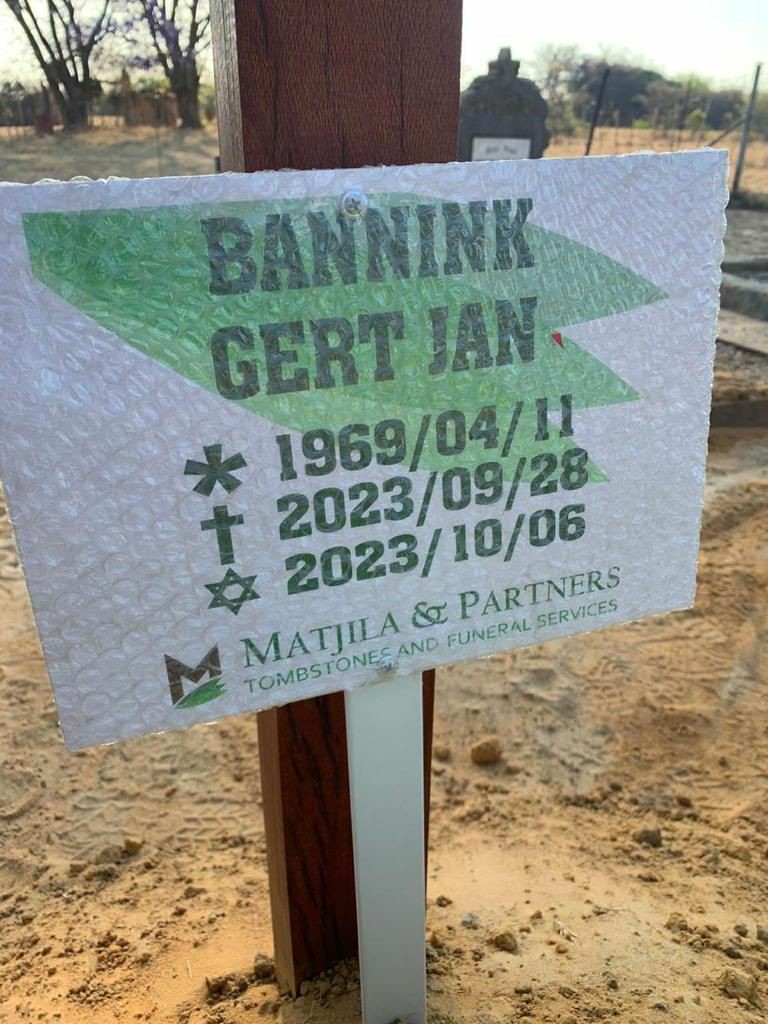 BANNINK
GERT JAN
* 1969/04/11
✝ 2023/09/28
✡ 2023/10/06
M MATJILA & PARTNERS
TOMBSTONES AND FUNERAL SERVICES